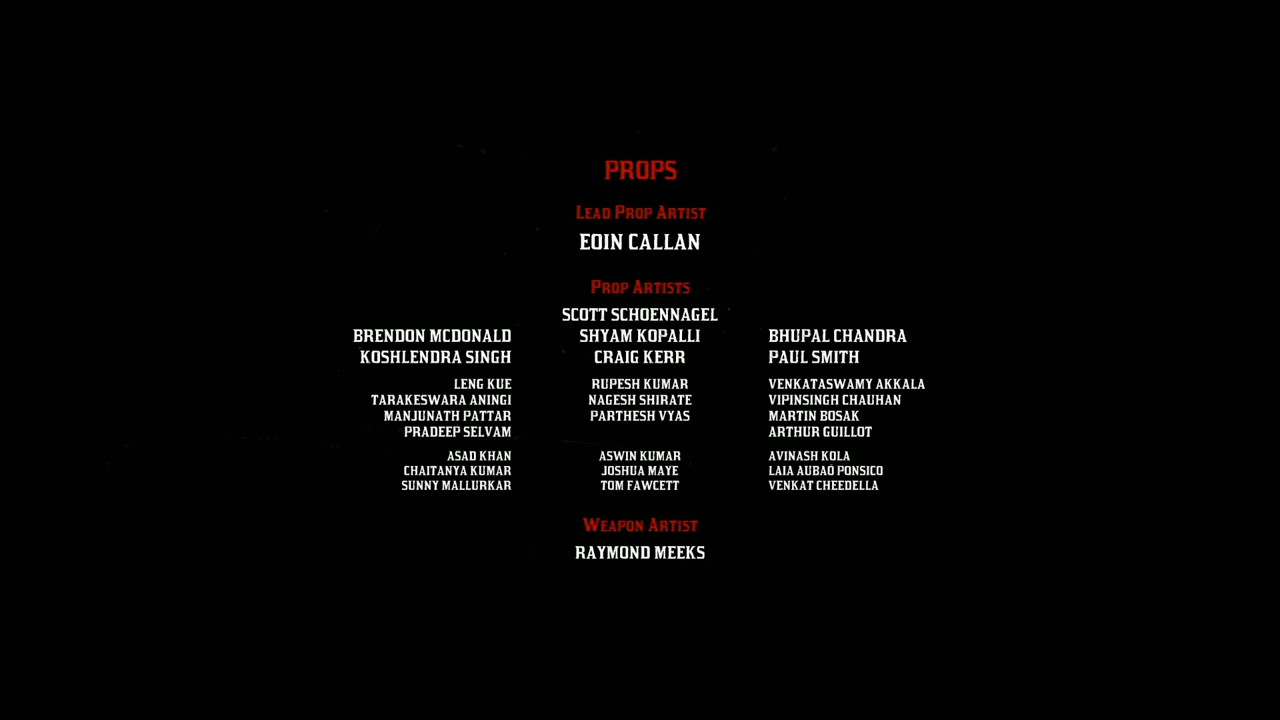 PROPS
LEAD PROP ARTIST
EOIN CALLAN
PROP ARTISTS
SCOTT SCHOENNAGEL
BRENDON MCDONALD SHYAM KOPALLI BHUPAL CHANDRA
KOSHLENDRA SINGH CRAIG KERR PAUL SMITH
LENG KUE RUPESH KUMAR VENKATASWAMY AKKALA
TARAKESWARA ANINGI NAGESH SHIRATE VIPINSINGH CHAUHAN
MANJUNATH PATTAR PARTHESH VYAS MARTIN BOSAK
PRADEEP SELVAM ARTHUR GUILLOT
ASAD KHAN ASWIN KUMAR AVINASH KOLA
CHAITANYA KUMAR JOSHUA MAYE LAIA AUBAÓ PONSICO
SUNNY MALLURKAR TOM FAWCETT VENKAT CHEEDELLA
WEAPON ARTIST
RAYMOND MEEKS